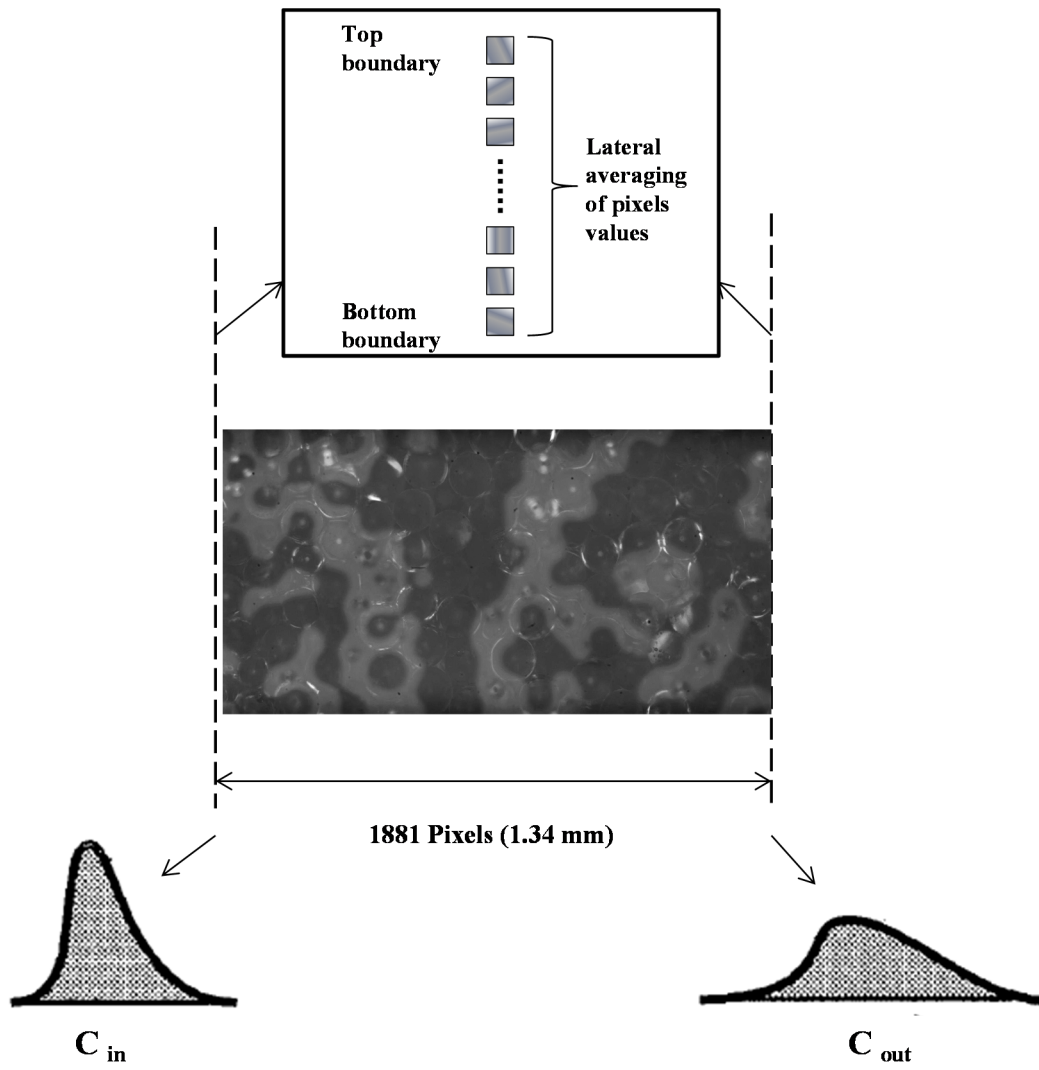 Top
boundary
Lateral
averaging
of pixels
values
Bottom
boundary
1881 Pixels (1.34 mm)
C in
C out